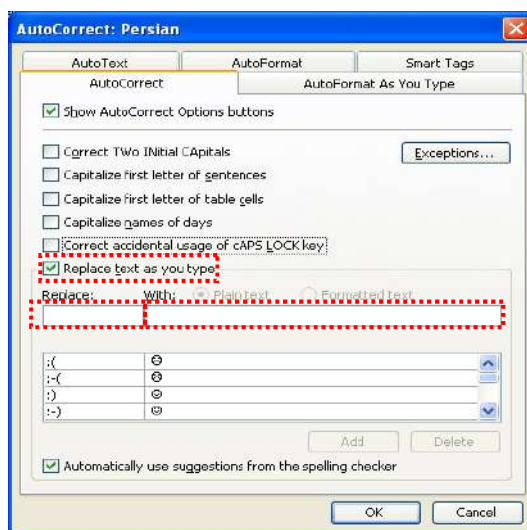 AutoCorrect: Persian
AutoText AutoFormat Smart Tags
AutoCorrect AutoFormat As You Type
Show AutoCorrect Options buttons
Correct TWo INitial CApitals Exceptions...
Capitalize first letter of sentences
Capitalize first letter of table cells
Capitalize names of days
Correct accidental usage of cAPS LOCK key
Replace text as you type
Replace: With: Plain text Formatted text
:( ☹
:-( ☹
:) ☺
:-) ☺
Add Delete
Automatically use suggestions from the spelling checker
OK Cancel